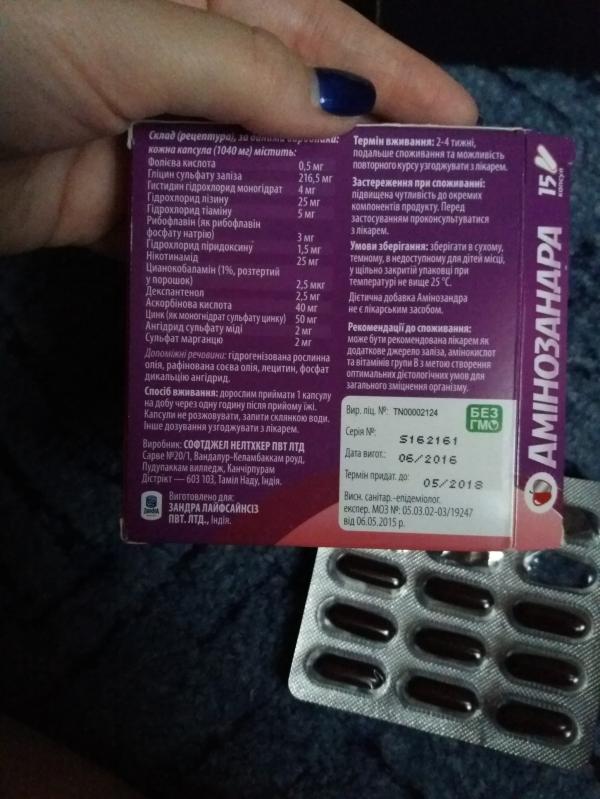 Склад (рецептура), за даними виробника:
кожна капсула (1040 мг) містить:
Фолієва кислота 0,5 мг
Гліцин сульфату заліза 216,5 мг
Гистидин гідрохлорид моногідрат 4 мг
Гідрохлорид лізину 25 мг
Гідрохлорид тіаміну 5 мг
Рибофлавін (як рибофлавін
фосфату натрію) 3 мг
Гідрохлорид піридоксину 1,5 мг
Нікотинамід 25 мг
Цианокобаламін (1%, розтертий
у порошок) 2,5 мкг
Декспантенол 2,5 мг
Аскорбінова кислота 40 мг
Цинк (як моногідрат сульфату цинку) 50 мг
Ангідрид сульфату міді 2 мг
Сульфат марганцю 2 мг
Допоміжні речовини: гідрогенізована рослинна
олія, рафінована соєва олія, лецитин, фосфат
дикальцію ангідрид.
Спосіб вживання: дорослим приймати 1 капсулу
на добу через одну годину після прийому їжі.
Капсули не розжовувати, запити склянкою води.
Інше дозування узгоджувати з лікарем.
Виробник: СОФТДЖЕЛ НЕЛТХКЕР ПВТ ЛТД
Сарве №20/1, Вандалур-Келамбаккам роуд,
Пудупаккам вилледж, Канчірпурам
Дістрікт — 603 103, Таміл Наду, Індія.
Виготовлено для:
ЗАНДРА ЛАЙФСАЙНСІЗ
ПВТ. ЛТД., Індія.
Термін вживання: 2-4 тижні,
подальше споживання та можливість
повторного курсу узгоджувати з лікарем.
Застереження при споживанні:
підвищена чутливість до окремих
компонентів продукту. Перед
застосуванням проконсультуватися
з лікарем.
Умови зберігання: зберігати в сухому,
темному, в недоступному для дітей місці,
у щільно закритій упаковці при
температурі не вище 25 °С.
Дієтична добавка Амінозандра
не є лікарським засобом.
Рекомендації до споживання:
може бути рекомендована лікарем як
додаткове джерело заліза, амінокислот
та вітамінів групи В з метою створення
оптимальних дієтологічних умов для
загального зміцнення організму.
Вир. ліц. №: TN00002124
БЕЗ
ГМО
Серія №: S162161
Дата вигот.: 06/2016
Термін придат. до: 05/2018
Висн. санітар.-епідеміолог.
експер. МОЗ №: 05.03.02-03/19247
від 06.05.2015 р.
АМІНОЗАНДРА
15
капсул